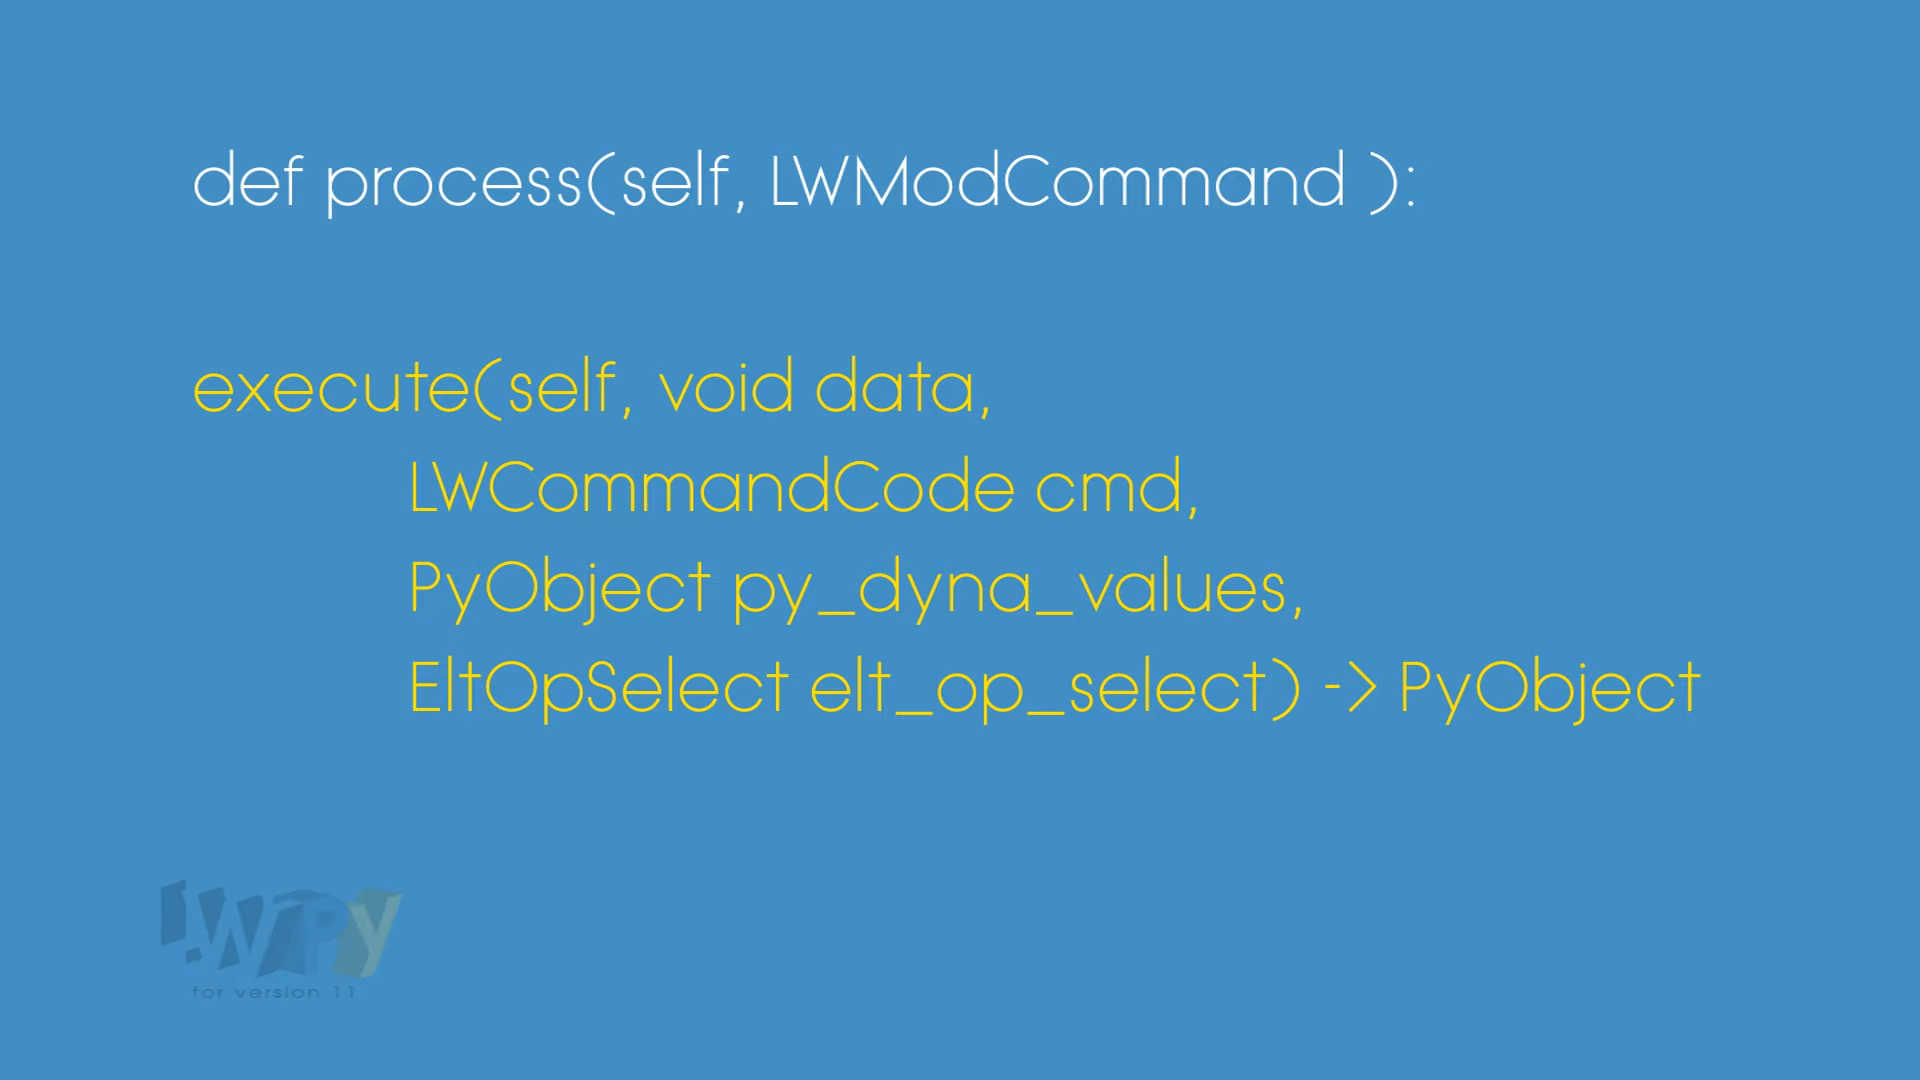 def process(self, LWModCommand ):
execute(self, void data,
LWCommandCode cmd,
PyObject py_dyna_values,
EltOpSelect elt_op_select) -> PyObject
LWPy
for version 11